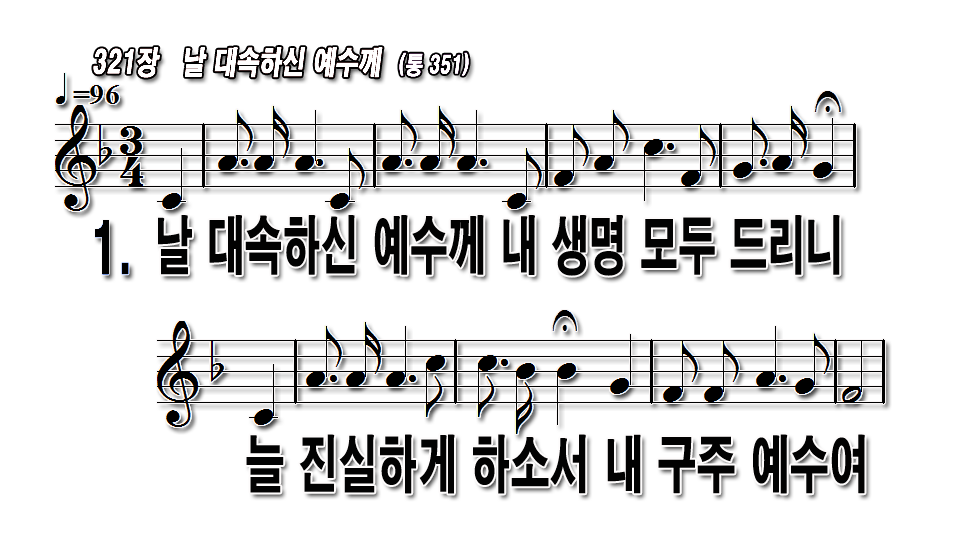 321장 날 대속하신 예수께 (통 351)
♩=96
3
4
1. 날 대속하신 예수께 내 생명 모두 드리니
늘 진실하게 하소서 내 구주 예수여